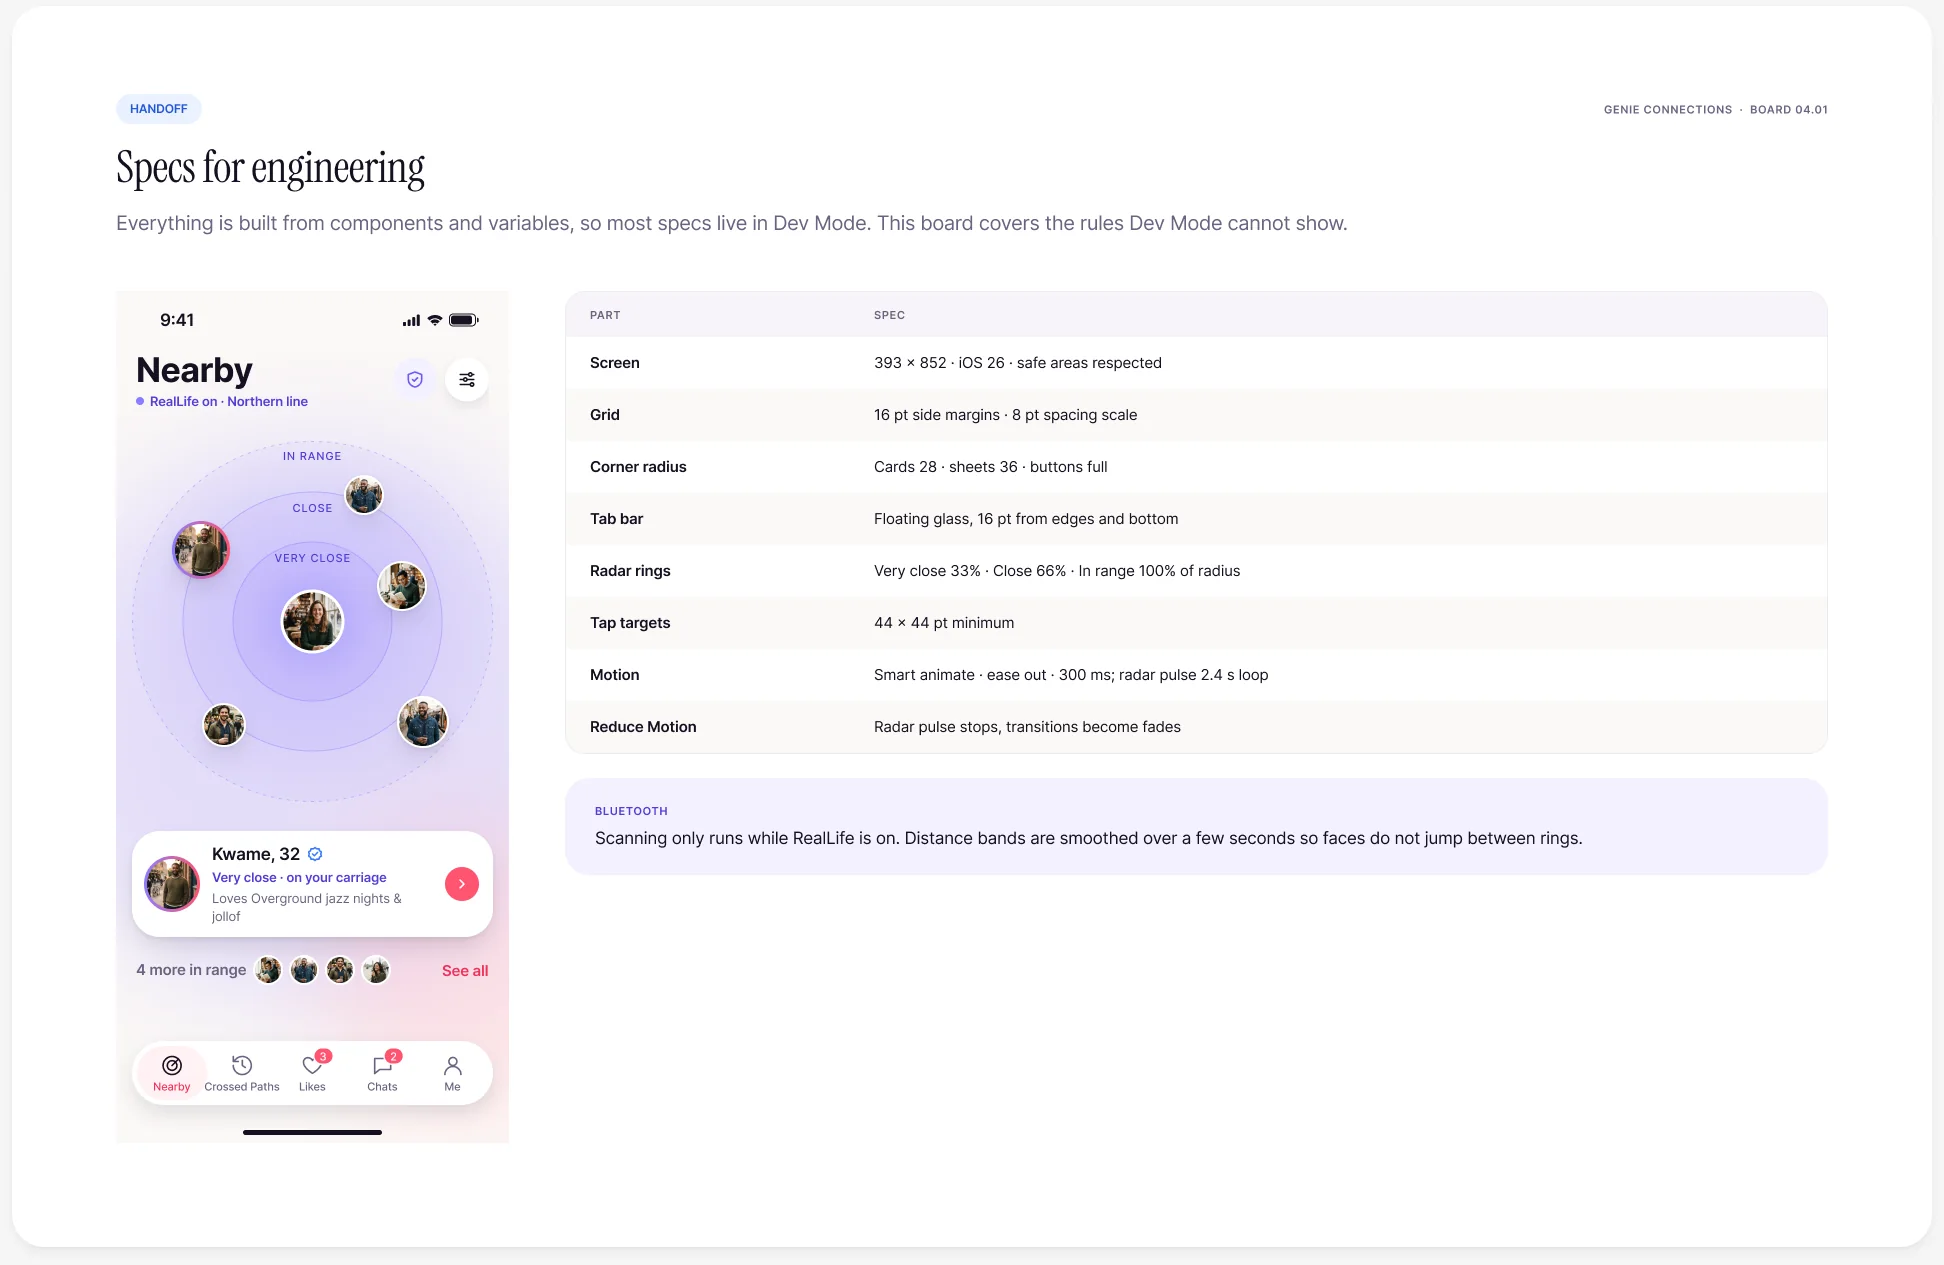 HANDOFF
GENIE CONNECTIONS · BOARD 04.01
Specs for engineering
Everything is built from components and variables, so most specs live in Dev Mode. This board covers the rules Dev Mode cannot show.
9:41
Nearby
RealLife on · Northern line
IN RANGE
CLOSE
VERY CLOSE
Kwame, 32
Very close · on your carriage
Loves Overground jazz nights &
jollof
4 more in range
See all
3
2
Nearby
Crossed Paths
Likes
Chats
Me
PART SPEC
Screen 393 × 852 · iOS 26 · safe areas respected
Grid 16 pt side margins · 8 pt spacing scale
Corner radius Cards 28 · sheets 36 · buttons full
Tab bar Floating glass, 16 pt from edges and bottom
Radar rings Very close 33% · Close 66% · In range 100% of radius
Tap targets 44 × 44 pt minimum
Motion Smart animate · ease out · 300 ms; radar pulse 2.4 s loop
Reduce Motion Radar pulse stops, transitions become fades
BLUETOOTH
Scanning only runs while RealLife is on. Distance bands are smoothed over a few seconds so faces do not jump between rings.